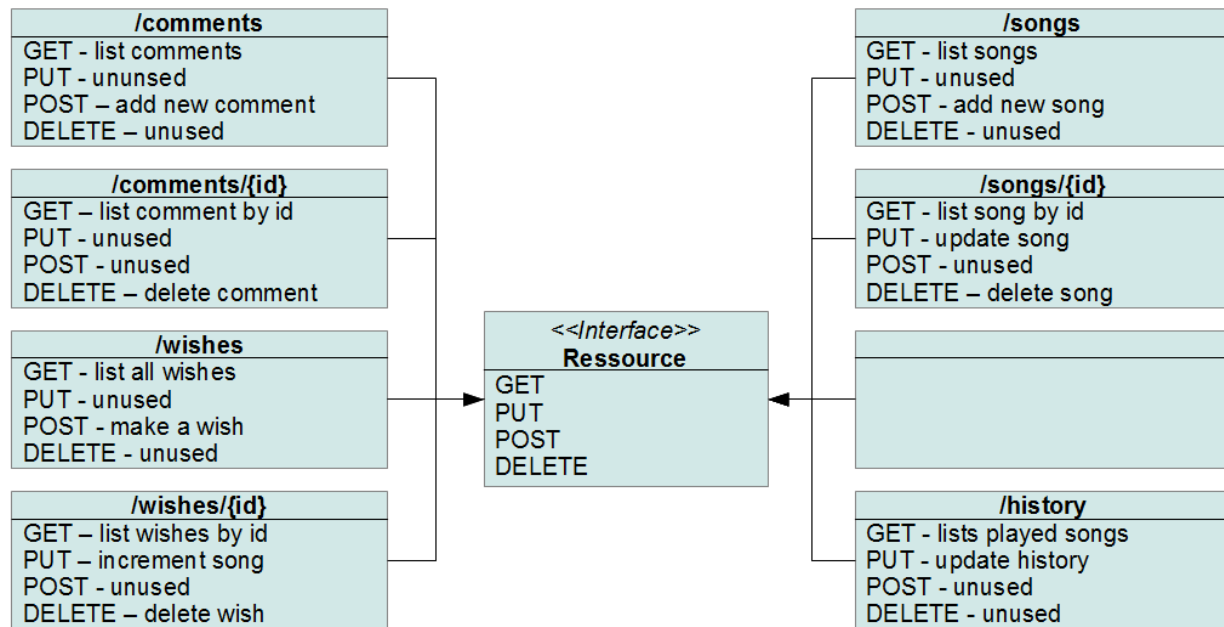 /comments
GET - list comments
PUT - ununsed
POST – add new comment
DELETE – unused
/comments/{id}
GET – list comment by id
PUT - unused
POST - unused
DELETE – delete comment
/wishes
GET - list all wishes
PUT - unused
POST - make a wish
DELETE - unused
/wishes/{id}
GET – list wishes by id
PUT – increment song
POST - unused
DELETE – delete wish
<<Interface>>
Ressource
GET
PUT
POST
DELETE
/songs
GET - list songs
PUT - unused
POST - add new song
DELETE - unused
/songs/{id}
GET - list song by id
PUT - update song
POST - unused
DELETE – delete song
/history
GET - lists played songs
PUT - update history
POST - unused
DELETE - unused